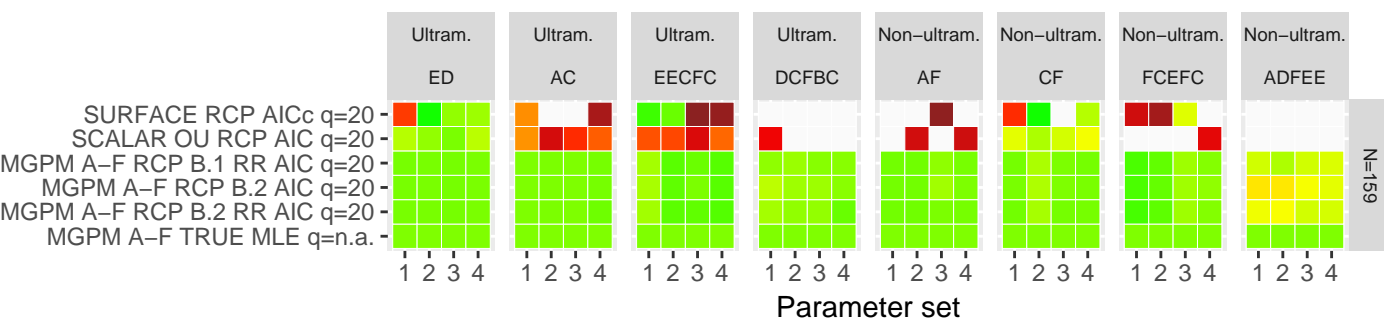 Ultram. Ultram. Ultram. Ultram. Non−ultram. Non−ultram. Non−ultram. Non−ultram.
ED AC EECFC DCFBC AF CF FCEFC ADFEE
SURFACE RCP AICc q=20
SCALAR OU RCP AIC q=20
MGPM A−F RCP B.1 RR AIC q=20
MGPM A−F RCP B.2 AIC q=20
MGPM A−F RCP B.2 RR AIC q=20
MGPM A−F TRUE MLE q=n.a.
N=159
1 2 3 4 1 2 3 4 1 2 3 4 1 2 3 4 1 2 3 4 1 2 3 4 1 2 3 4 1 2 3 4
Parameter set